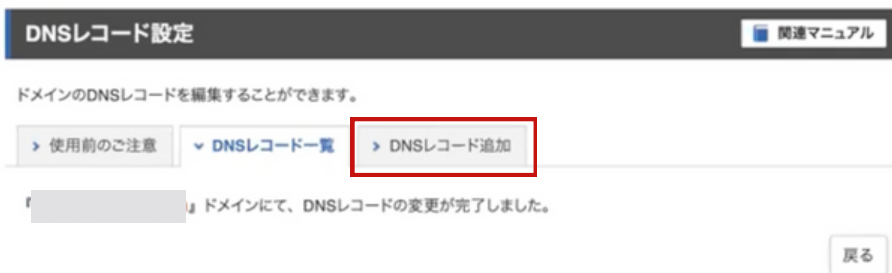 DNSレコード設定
関連マニュアル
ドメインのDNSレコードを編集することができます。
使用前のご注意
DNSレコード一覧
DNSレコード追加
『 』ドメインにて、DNSレコードの変更が完了しました。
戻る